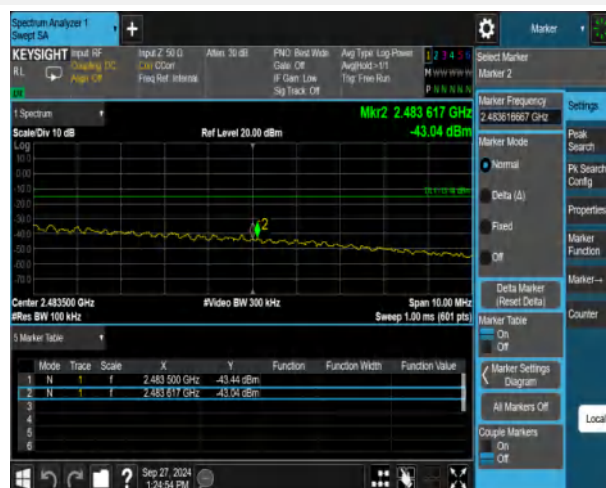 Spectrum Analyzer 1
Swept SA
Marker
KEYSIGHT Input: RF
RL
Coupling: DC
Align: Off
Input Z: 50 Ω
Corr CCorr
Freq Ref: Internal
Atten: 30 dB
PNO: Best Wide
Gate: Off
IF Gain: Low
Sig Track: Off
Avg Type: Log-Power
Avg|Hold:>1/1
Trig: Free Run
1 2 3 4 5 6
M W W W W W
P N N N N N
Select Marker
Marker 2
1 Spectrum
Scale/Div 10 dB
Ref Level 20.00 dBm
Mkr2 2.483 617 GHz
-43.04 dBm
Log
10.0
0.00
-10.0
-20.0
-30.0
-40.0
-50.0
-60.0
-70.0
2
Center 2.483500 GHz
#Res BW 100 kHz
#Video BW 300 kHz
Span 10.00 MHz
Sweep 1.00 ms (601 pts)
5 Marker Table
Mode Trace Scale X Y Function Function Width Function Value
1 N 1 f 2.483 500 GHz -43.44 dBm
2 N 1 f 2.483 617 GHz -43.04 dBm
3
4
5
6
Sep 27, 2024
1:24:54 PM
Marker Frequency
2.483616667 GHz
Marker Mode
Normal
Delta (Δ)
Fixed
Off
Delta Marker
(Reset Delta)
Marker Table
On
Off
Marker Settings
Diagram
All Markers Off
Couple Markers
On
Off
Settings
Peak
Search
Pk Search
Config
Properties
Marker
Function
Marker→
Counter
Local